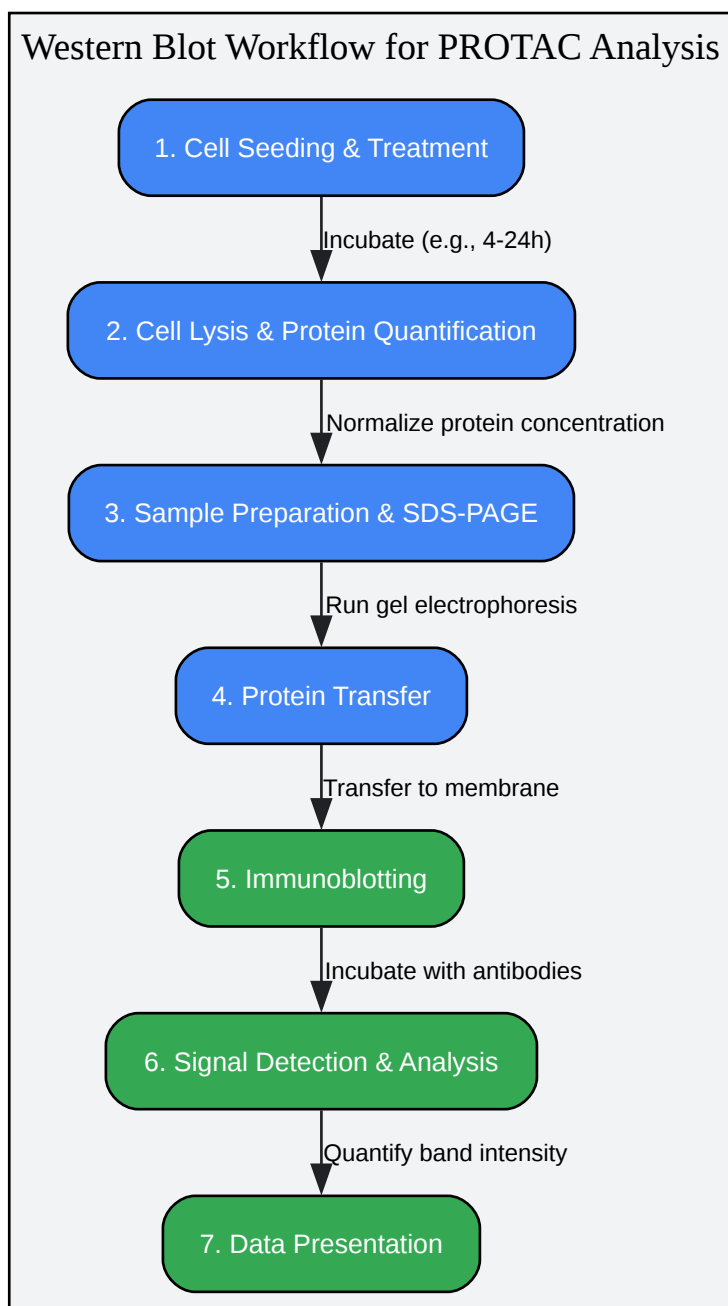 Western Blot Workflow for PROTAC Analysis
1. Cell Seeding & Treatment
Incubate (e.g., 4-24h)
2. Cell Lysis & Protein Quantification
Normalize protein concentration
3. Sample Preparation & SDS-PAGE
Run gel electrophoresis
4. Protein Transfer
Transfer to membrane
5. Immunoblotting
Incubate with antibodies
6. Signal Detection & Analysis
Quantify band intensity
7. Data Presentation